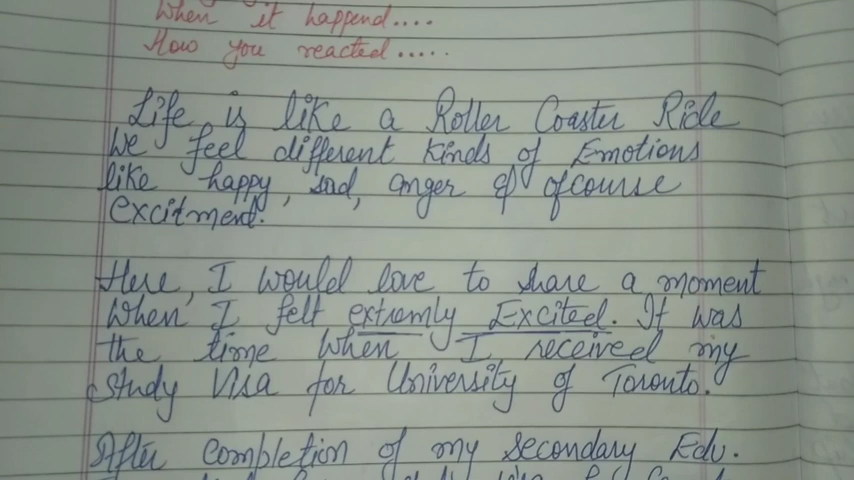 When it happend....
How you reacted.....
Life is like a Roller Coaster Ride
We feel different kinds of Emotions
like happy, sad, anger & ofcourse
excitment.
Here, I would love to share a moment
When I felt extremly Excited. It was
the time When I received my
study Visa for University of Toronto.
After completion of my secondary Edu.